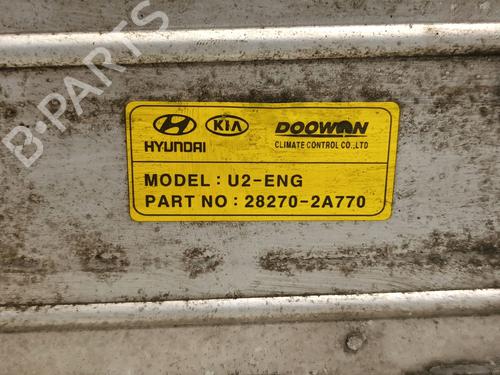 B-PARTS
HYUNDAI
KIA
DOOWON
CLIMATE CONTROL CO.,LTD
MODEL : U2-ENG
PART NO : 28270-2A770